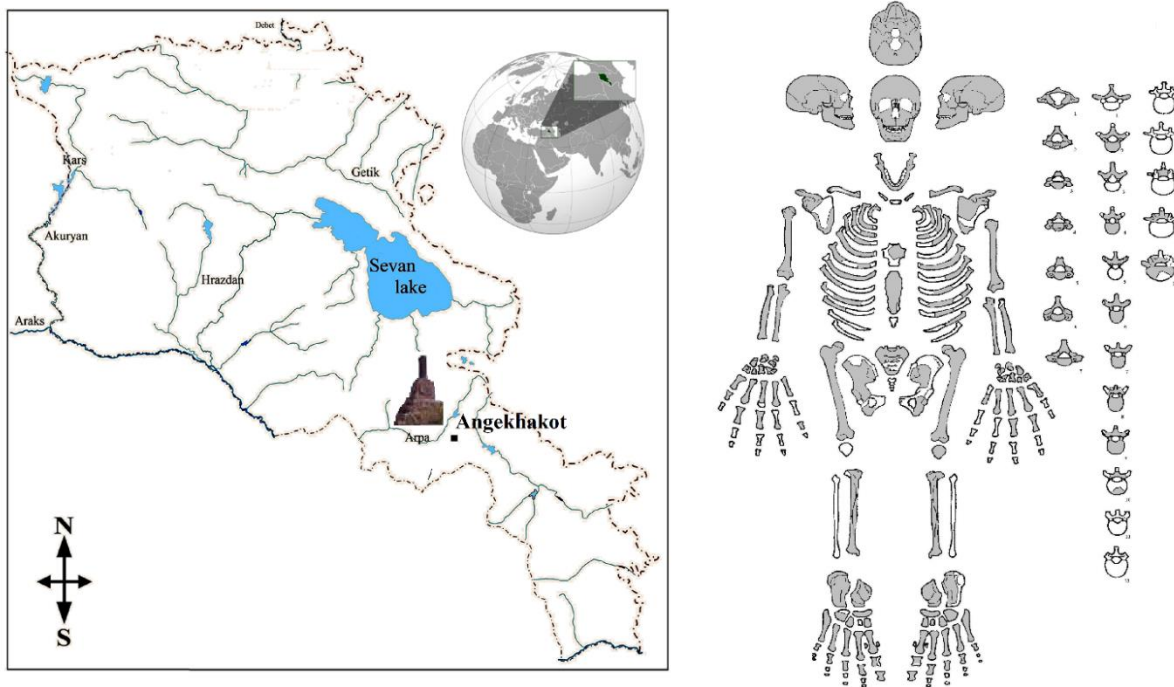 Debet
Kars
Getik
Akuryan
Sevan
lake
Hrazdan
Araks
Angekhakot
Arpa
N
S